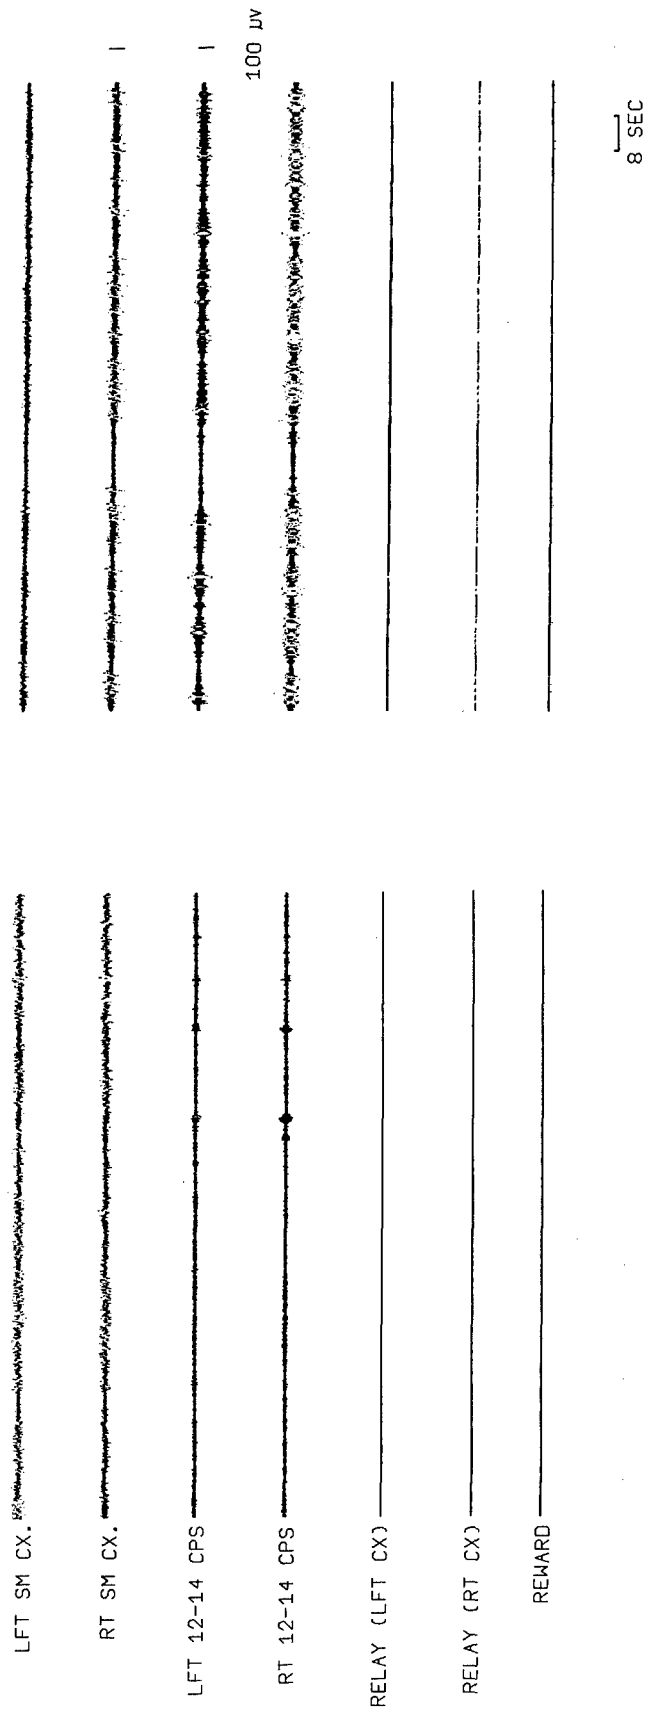 LFT SM CX.
RT SM CX.
LFT 12-14 CPS
RT 12-14 CPS
RELAY (LFT CX)
RELAY (RT CX)
REWARD
100 μV
8 SEC